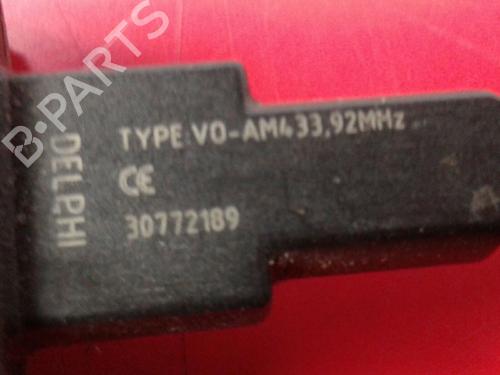 B-PARTS
DELPHI
TYPE VO-AM433,92MHz
CE
30772189